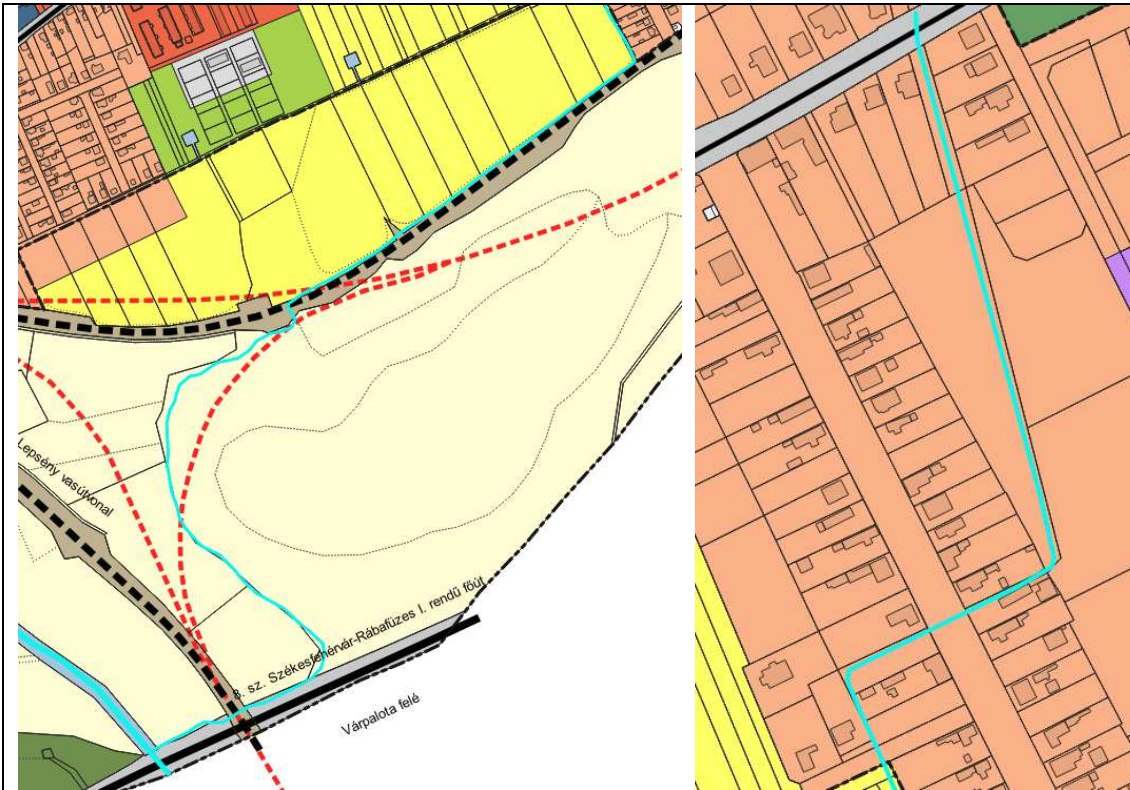 Lepsény vasútvonal
8. sz. Székesfehérvár-Rábafüzes I. rendű főút
Várpalota felé